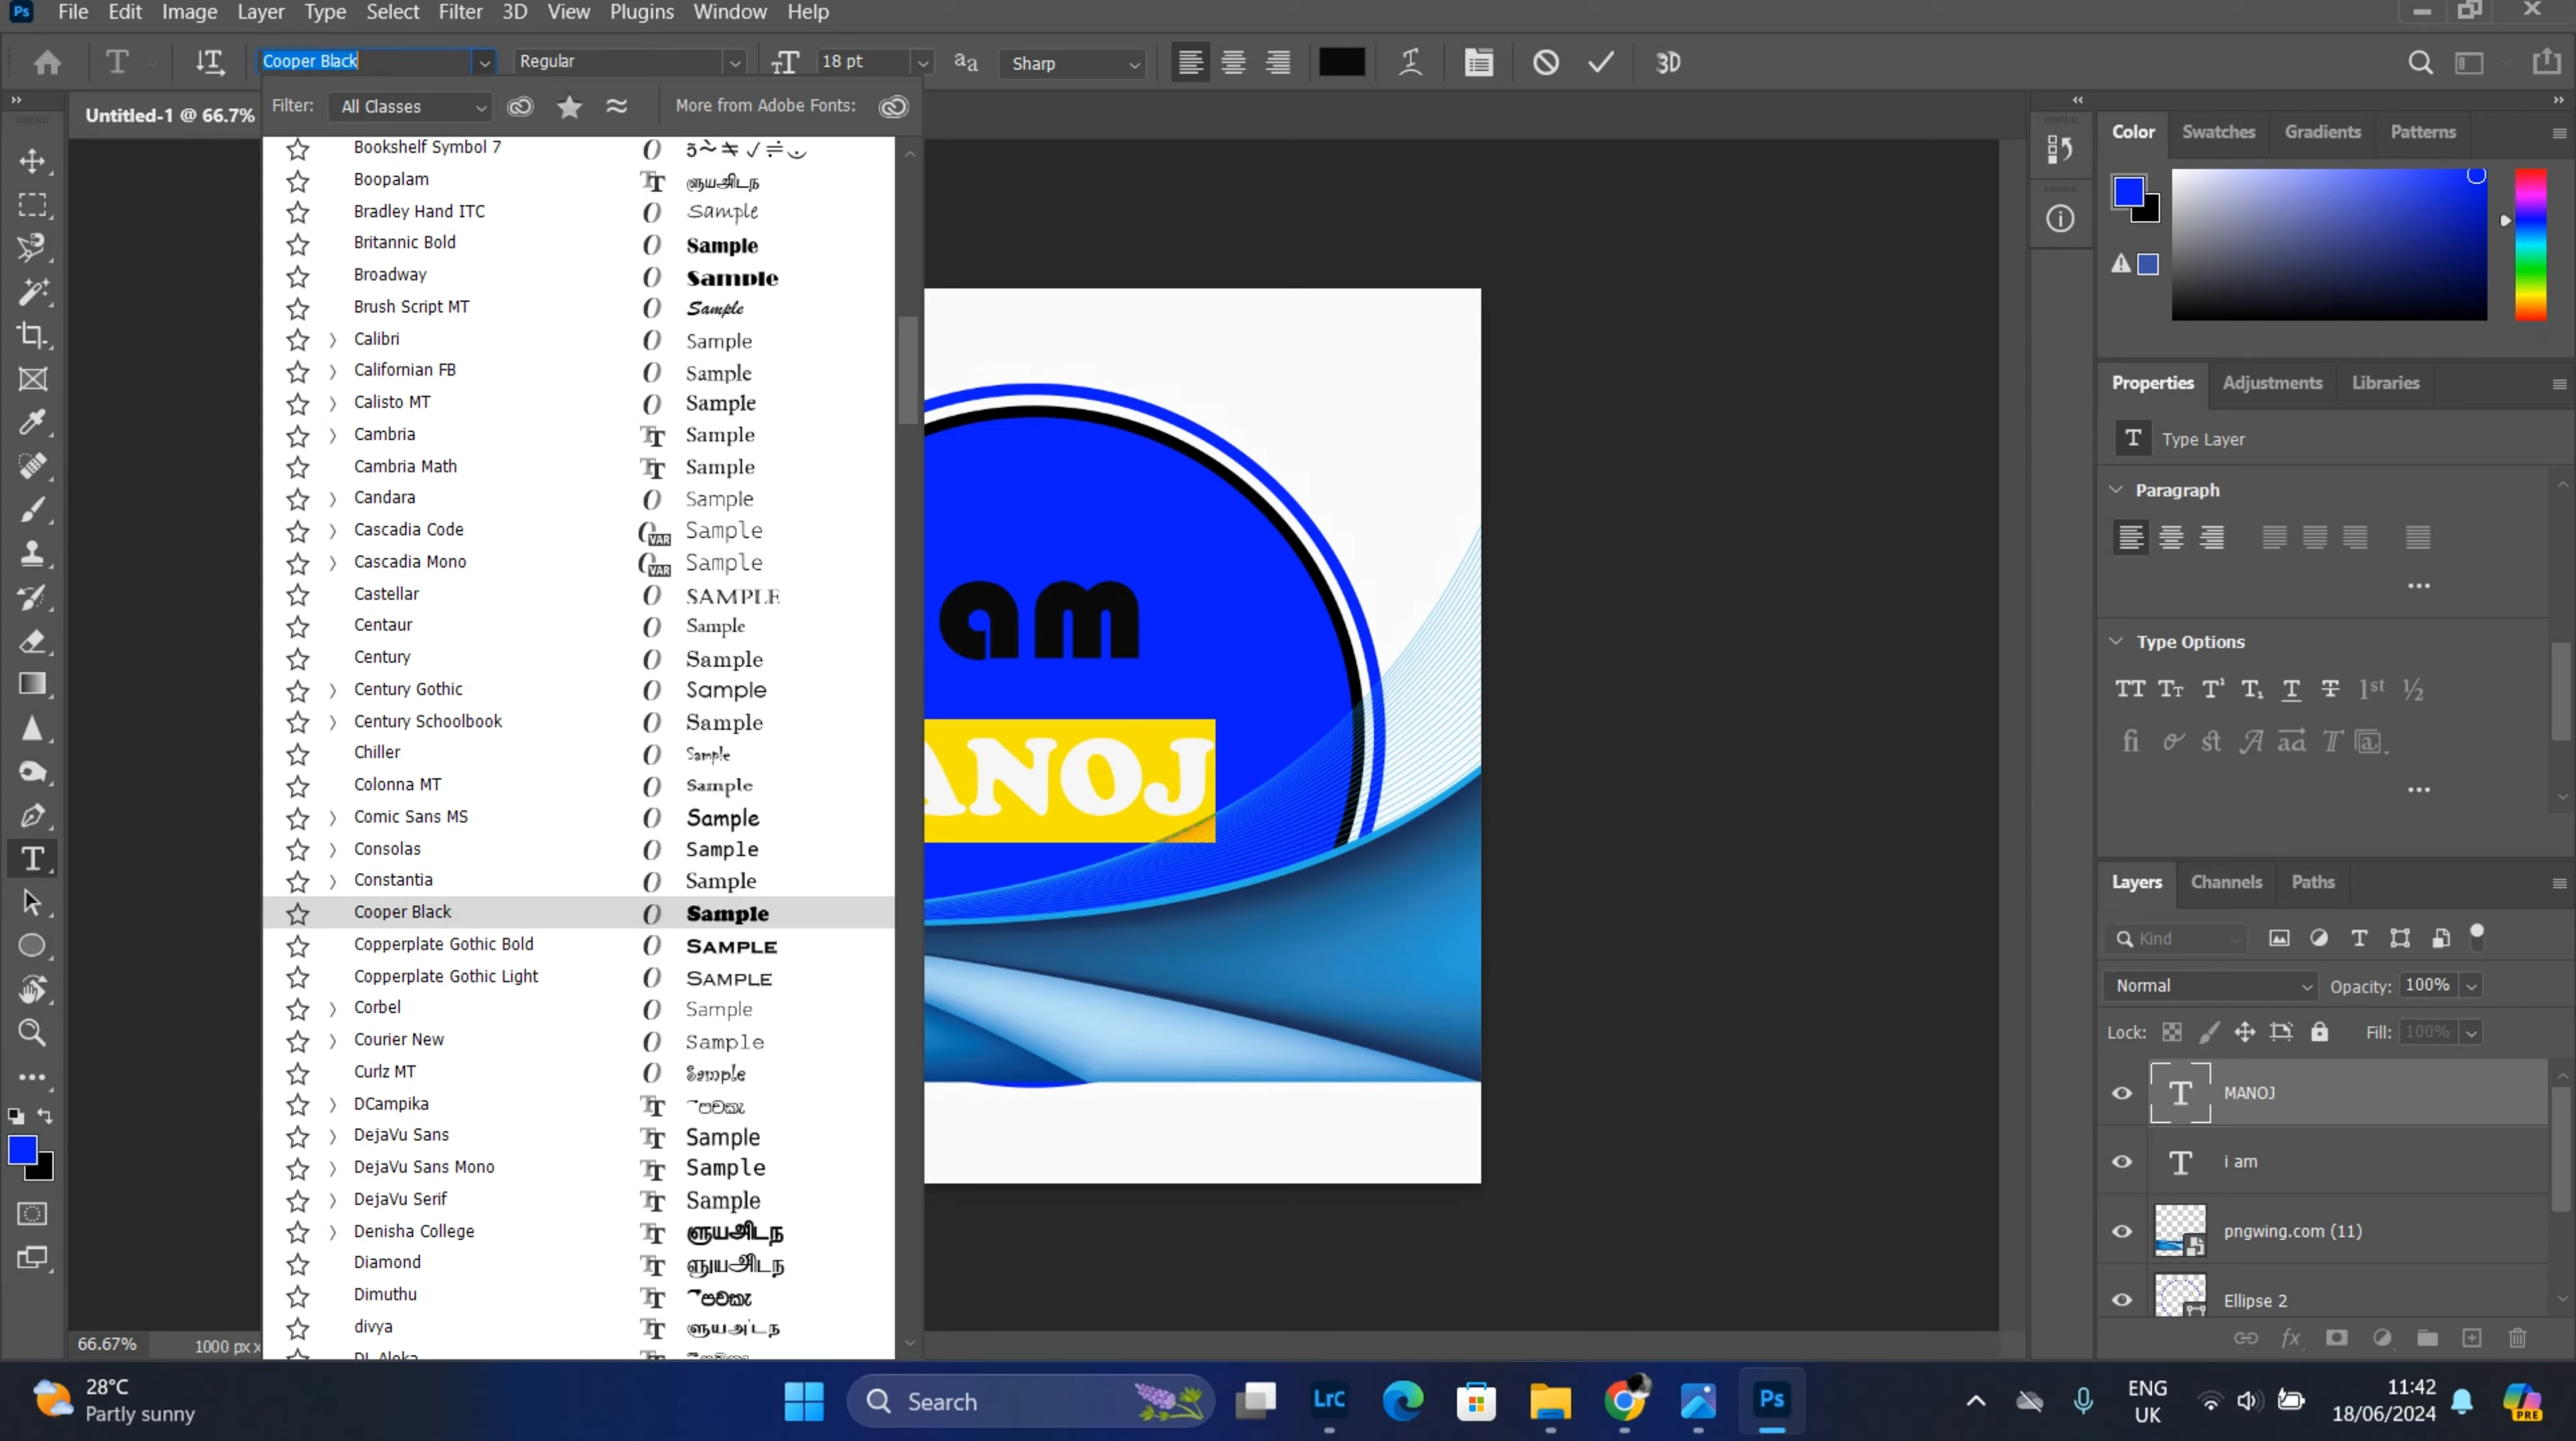 Ps File Edit Image Layer Type Select Filter 3D View Plugins Window Help
Cooper Black Regular 18 pt Sharp 3D
Filter: All Classes More from Adobe Fonts:
Untitled-1 @ 66.7%
Bookshelf Symbol 7
Boopalam
Bradley Hand ITC Sample
Britannic Bold Sample
Broadway Sample
Brush Script MT Sample
Calibri Sample
Californian FB Sample
Calisto MT Sample
Cambria Sample
Cambria Math Sample
Candara Sample
Cascadia Code VAR Sample
Cascadia Mono VAR Sample
Castellar SAMPLE
Centaur Sample
Century Sample
Century Gothic Sample
Century Schoolbook Sample
Chiller Sample
Colonna MT Sample
Comic Sans MS Sample
Consolas Sample
Constantia Sample
Cooper Black Sample
Copperplate Gothic Bold SAMPLE
Copperplate Gothic Light SAMPLE
Corbel Sample
Courier New Sample
Curlz MT Sample
DCampika
DejaVu Sans Sample
DejaVu Sans Mono Sample
DejaVu Serif Sample
Denisha College
Diamond
Dimuthu
divya
DL Aloka
am
ANOJ
Color Swatches Gradients Patterns
Properties Adjustments Libraries
T Type Layer
Paragraph
Type Options
Layers Channels Paths
Kind
Normal Opacity: 100%
Lock: Fill: 100%
T MANOJ
T i am
pngwing.com (11)
Ellipse 2
66.67% 1000 px x
28°C
Partly sunny
Search
LrC
Ps
ENG
UK
11:42
18/06/2024
PRE